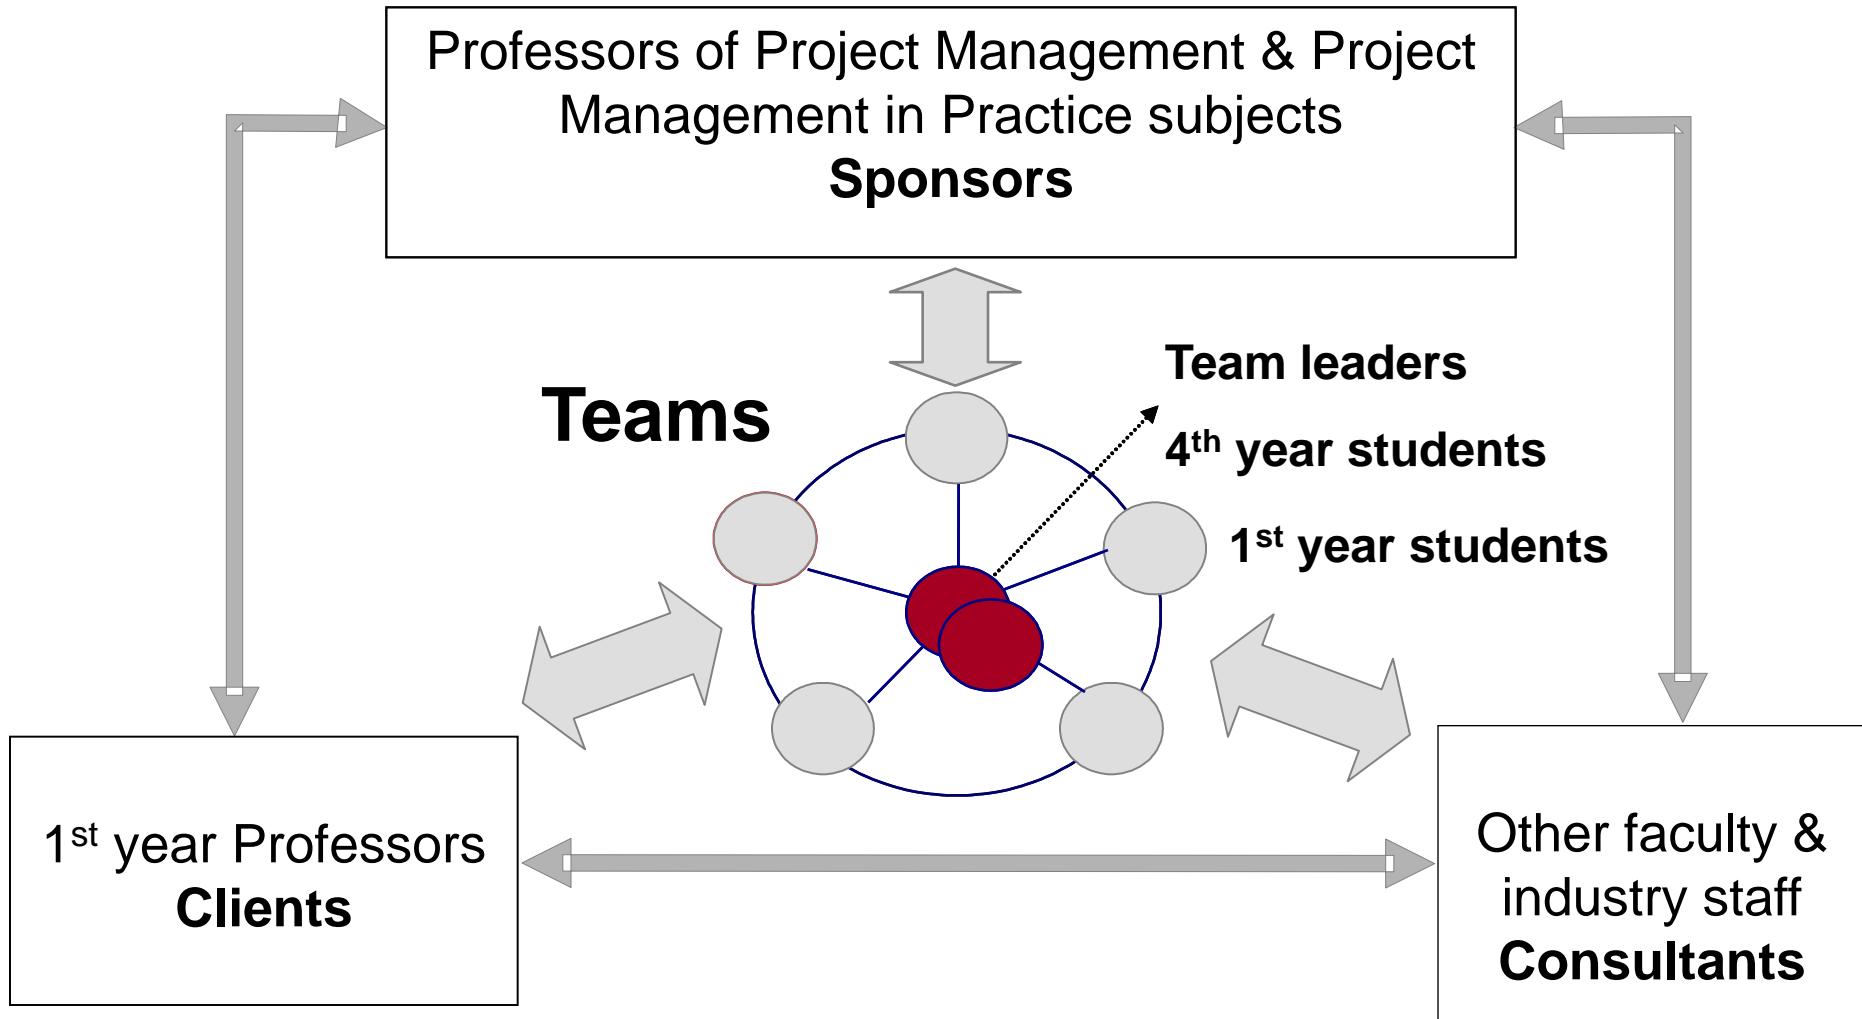 Professors of Project Management & Project
Management in Practice subjects
Sponsors
Teams
Team leaders
4th year students
1st year students
1st year Professors
Clients
Other faculty &
industry staff
Consultants